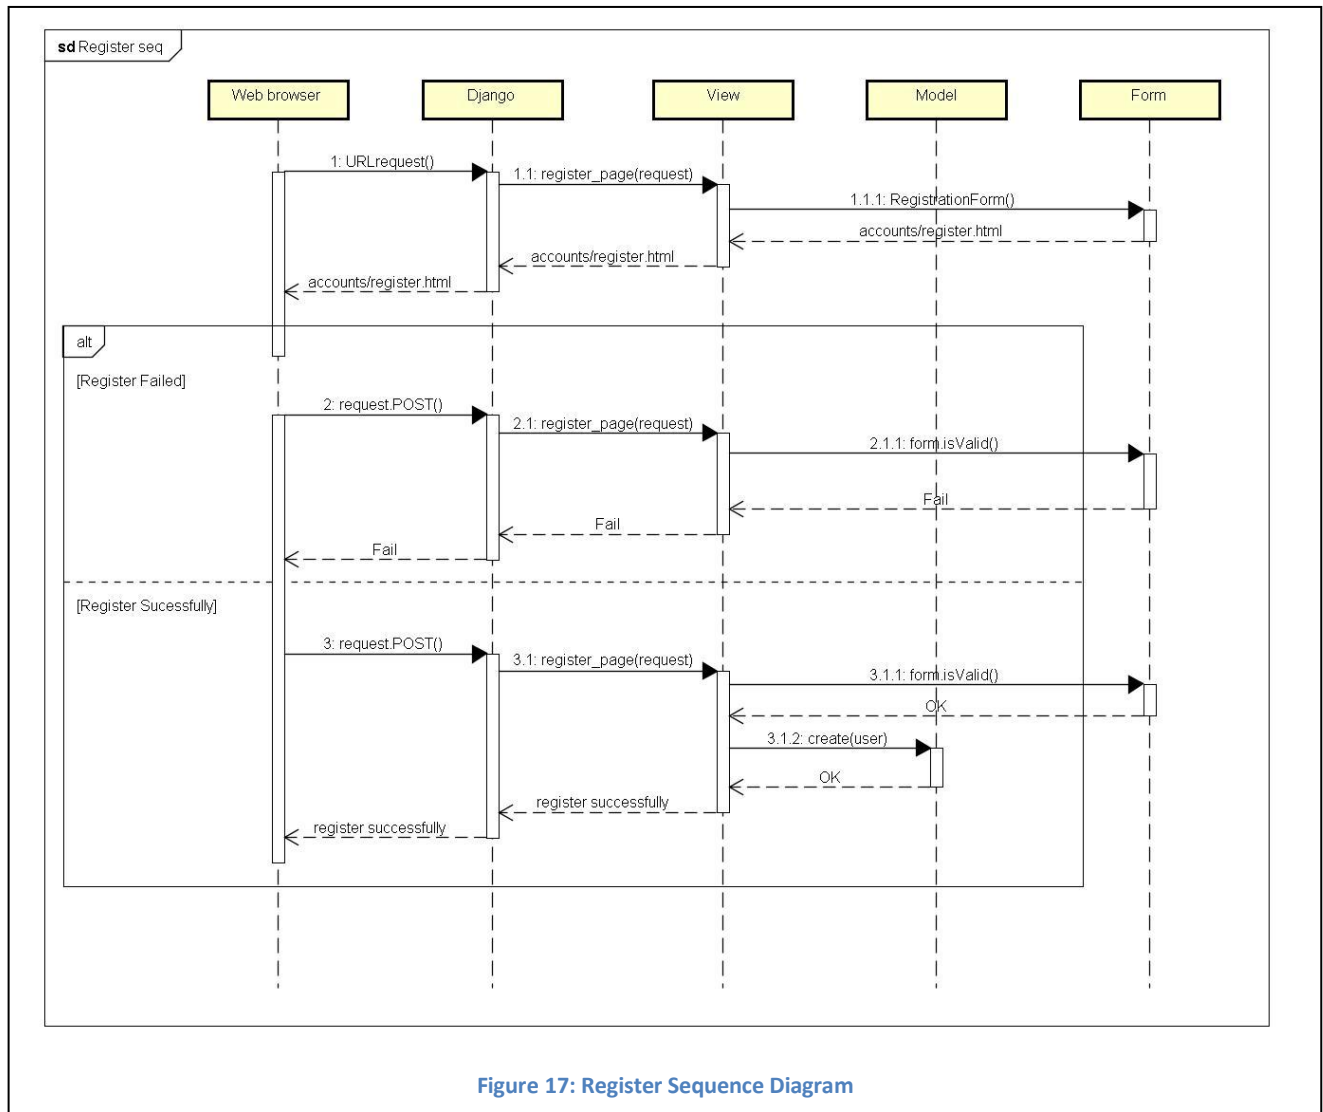 sd Register seq
Web browser
Django
View
Model
Form
1: URLrequest()
1.1: register_page(request)
1.1.1: RegistrationForm()
accounts/register.html
accounts/register.html
accounts/register.html
alt
[Register Failed]
2: request.POST()
2.1: register_page(request)
2.1.1: form.isValid()
Fail
Fail
Fail
[Register Sucessfully]
3: request.POST()
3.1: register_page(request)
3.1.1: form.isValid()
OK
3.1.2: create(user)
OK
register successfully
register successfully
Figure 17: Register Sequence Diagram